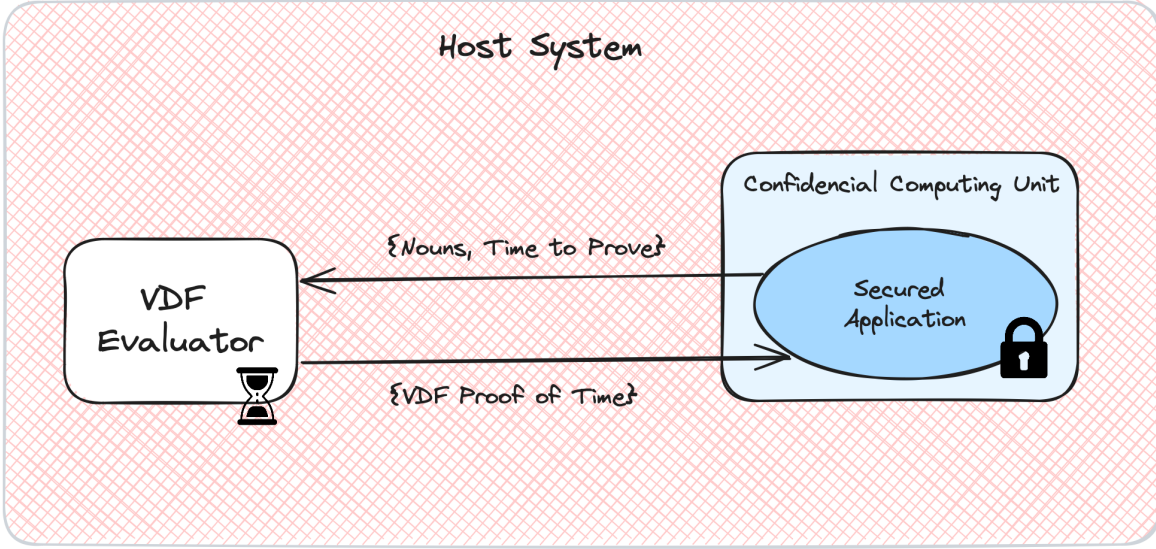 Host System
Confidencial Computing Unit
{Nouns, Time to Prove}
VDF
Evaluator
Secured
Application
{VDF Proof of Time}